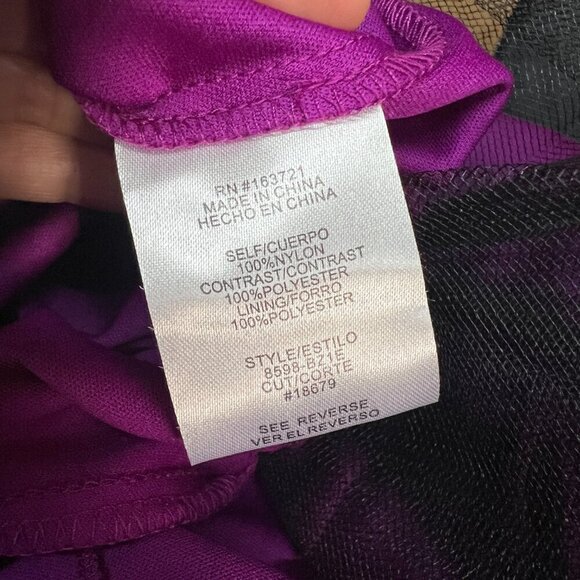 RN #163721
MADE IN CHINA
HECHO EN CHINA
SELF/CUERPO
100%NYLON
CONTRAST/CONTRAST
100%POLYESTER
LINING/FORRO
100%POLYESTER
STYLE/ESTILO
8598-BZ1E
CUT/CORTE
#18679
SEE REVERSE
VER EL REVERSO